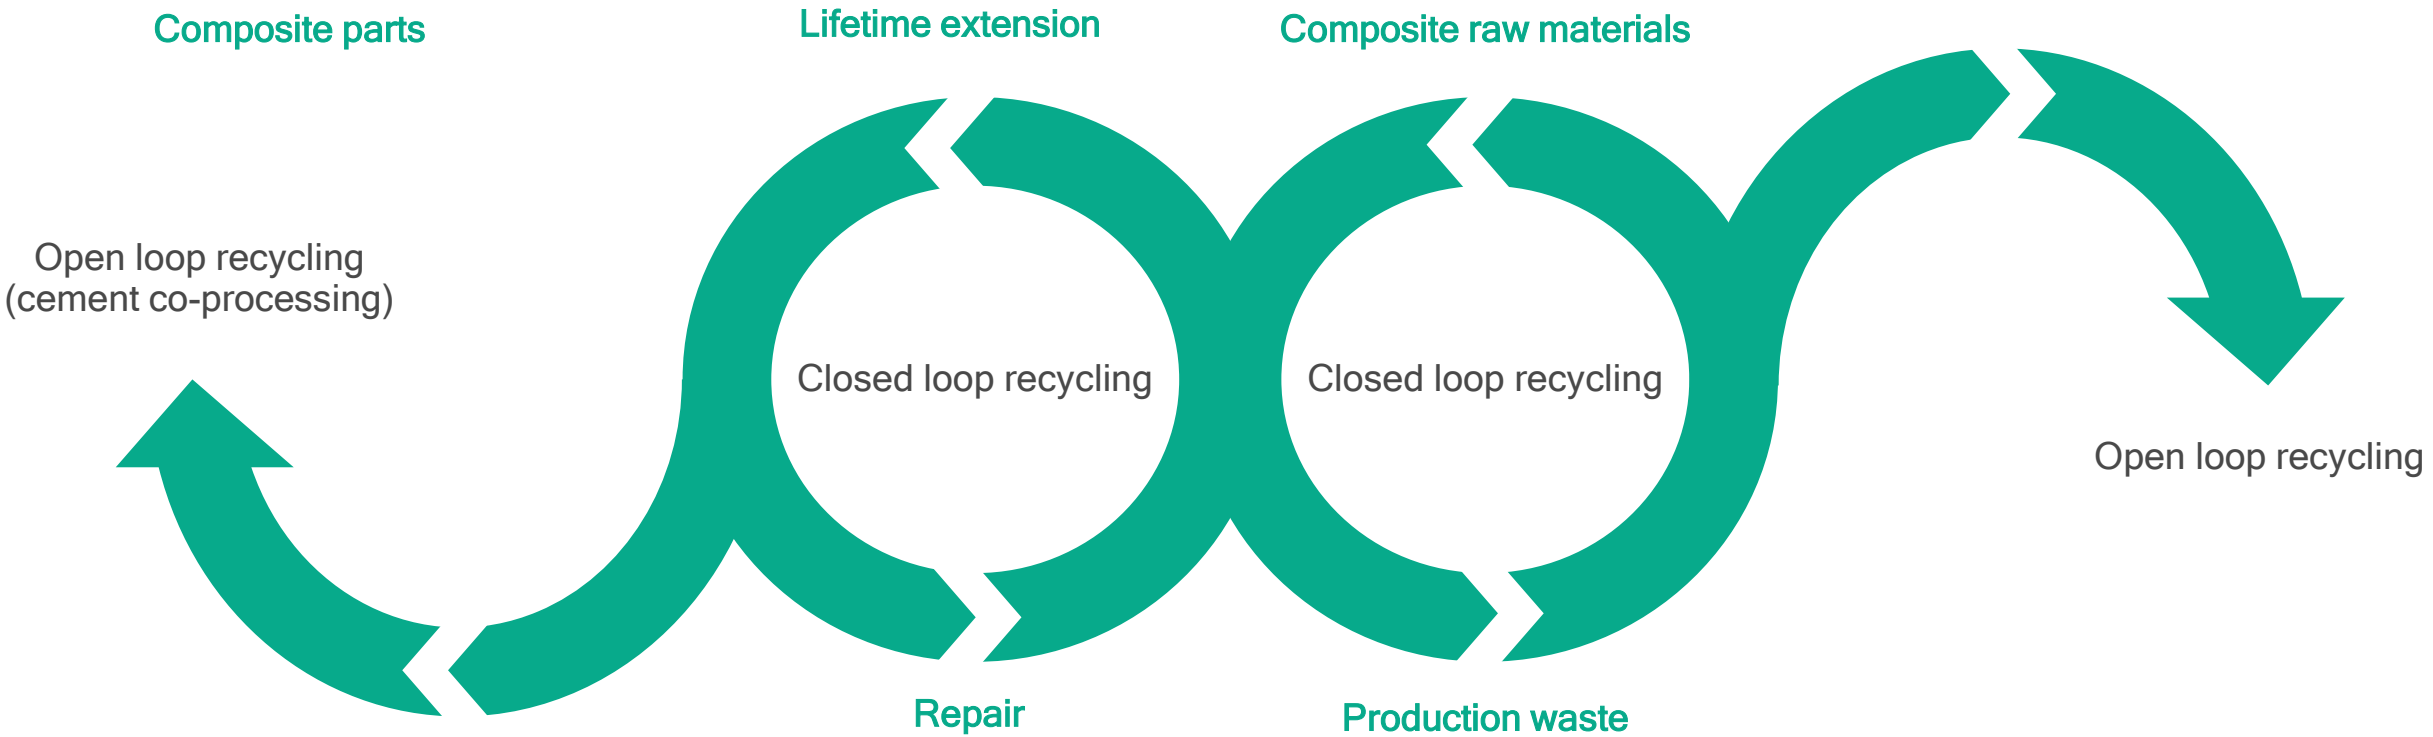 Composite parts
Lifetime extension
Composite raw materials
Open loop recycling
(cement co-processing)
Closed loop recycling
Closed loop recycling
Open loop recycling
Repair
Production waste